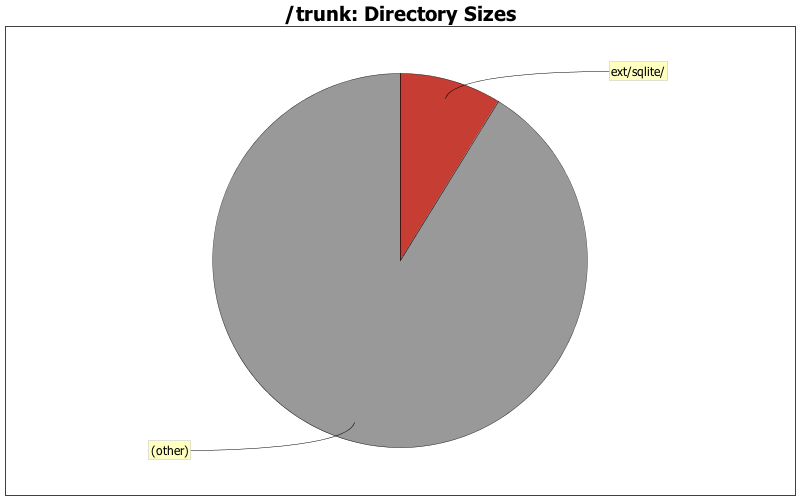 /trunk: Directory Sizes
ext/sqlite/
(other)